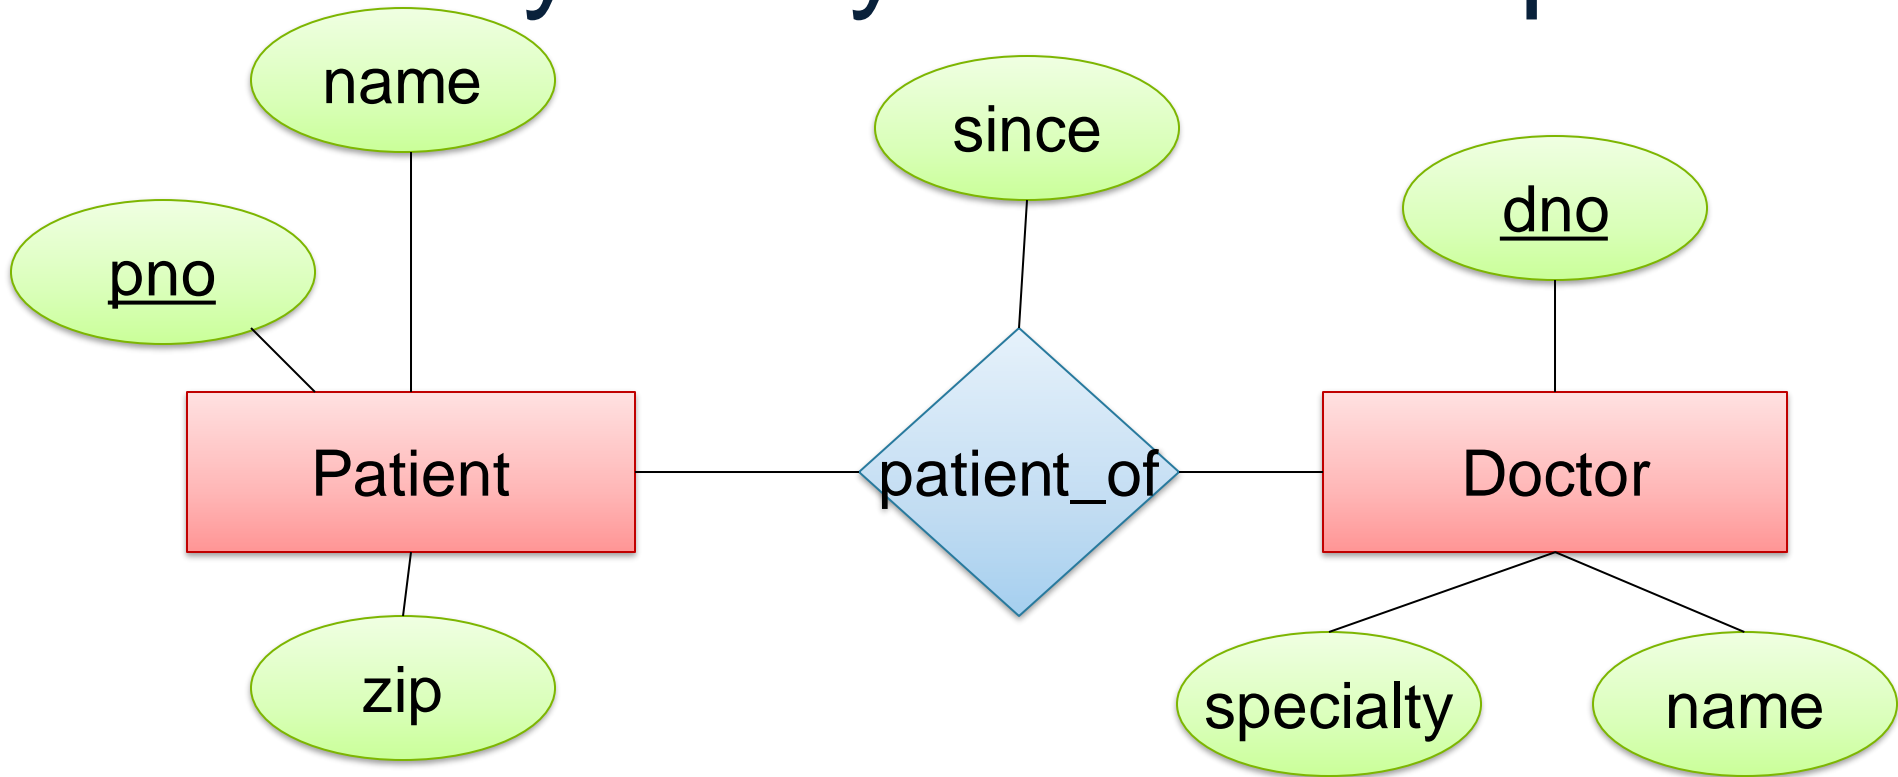 name
since
dno
pno
Patient
patient_of
Doctor
zip
specialty
name